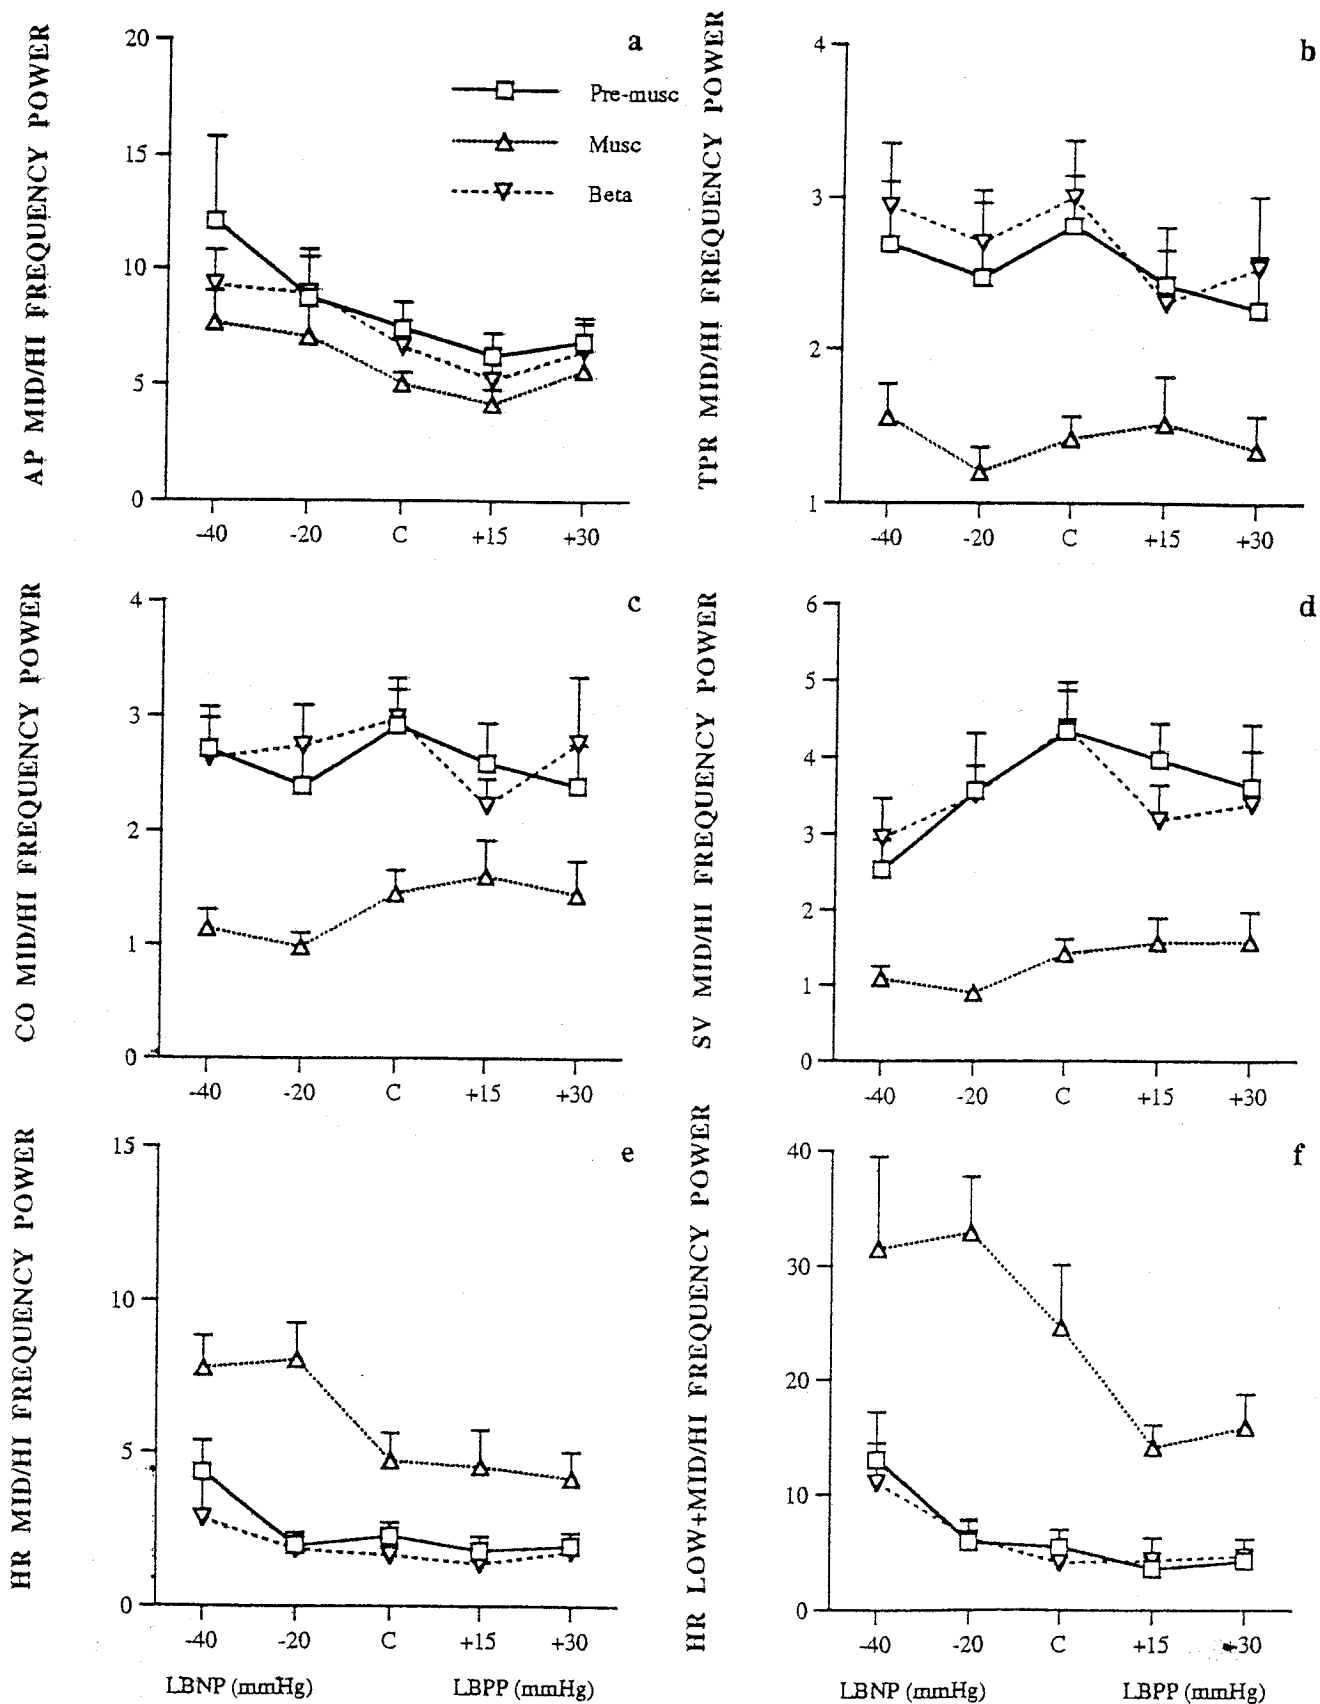 AP MID/HI FREQUENCY POWER
20
15
10
5
0
a
Pre-musc
Musc
Beta
-40 -20 C +15 +30
TPR MID/HI FREQUENCY POWER
4
3
2
1
b
-40 -20 C +15 +30
CO MID/HI FREQUENCY POWER
4
3
2
1
0
c
-40 -20 C +15 +30
SV MID/HI FREQUENCY POWER
6
5
4
3
2
1
0
d
-40 -20 C +15 +30
HR MID/HI FREQUENCY POWER
15
10
5
0
e
-40 -20 C +15 +30
LBNP (mmHg) LBPP (mmHg)
HR LOW+MID/HI FREQUENCY POWER
40
30
20
10
0
f
-40 -20 C +15 +30
LBNP (mmHg) LBPP (mmHg)